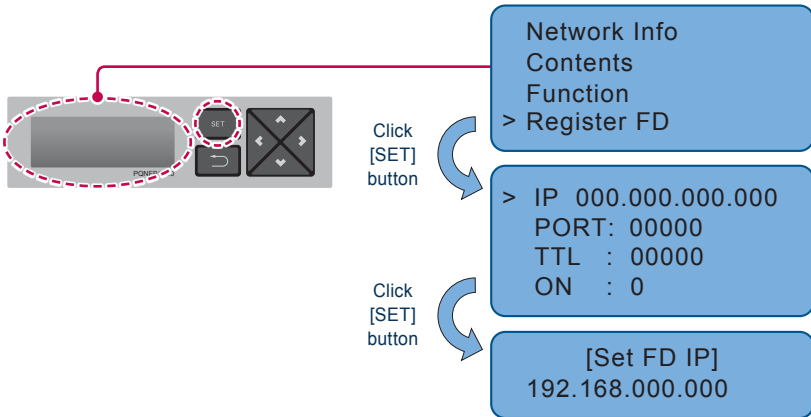 Network Info
Contents
Function
> Register FD
SET
Click
[SET]
button
> IP 000.000.000.000
PORT: 00000
TTL : 00000
ON : 0
Click
[SET]
button
[Set FD IP]
192.168.000.000